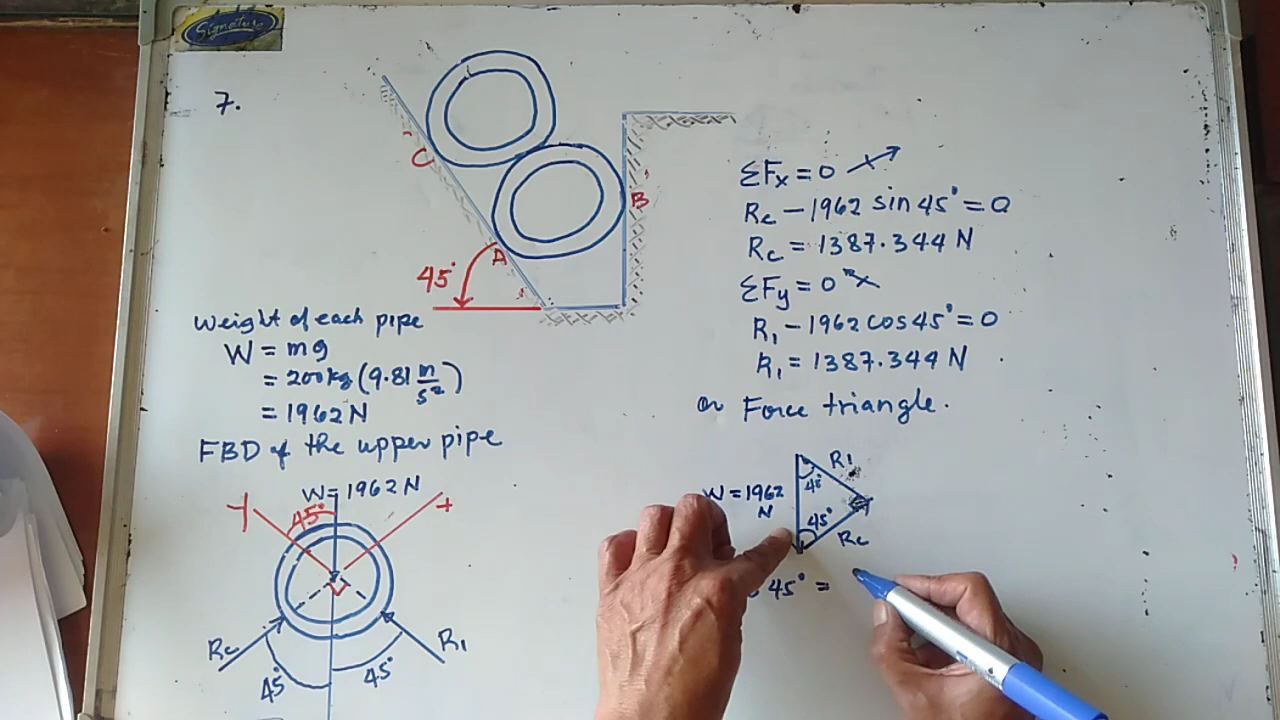 Signature
7.
C
B
A
45°
Weight of each pipe
W = mg
= 200kg (9.81 m/s²)
= 1962 N
FBD of the upper pipe
W = 1962 N
y
45°
x
Rc
R1
45°
45°
ΣFx = 0
Rc − 1962 sin 45° = 0
Rc = 1387.344 N
ΣFy = 0
R1 − 1962 cos 45° = 0
R1 = 1387.344 N
or Force triangle.
R1
45°
W = 1962
N
45°
Rc
45° =